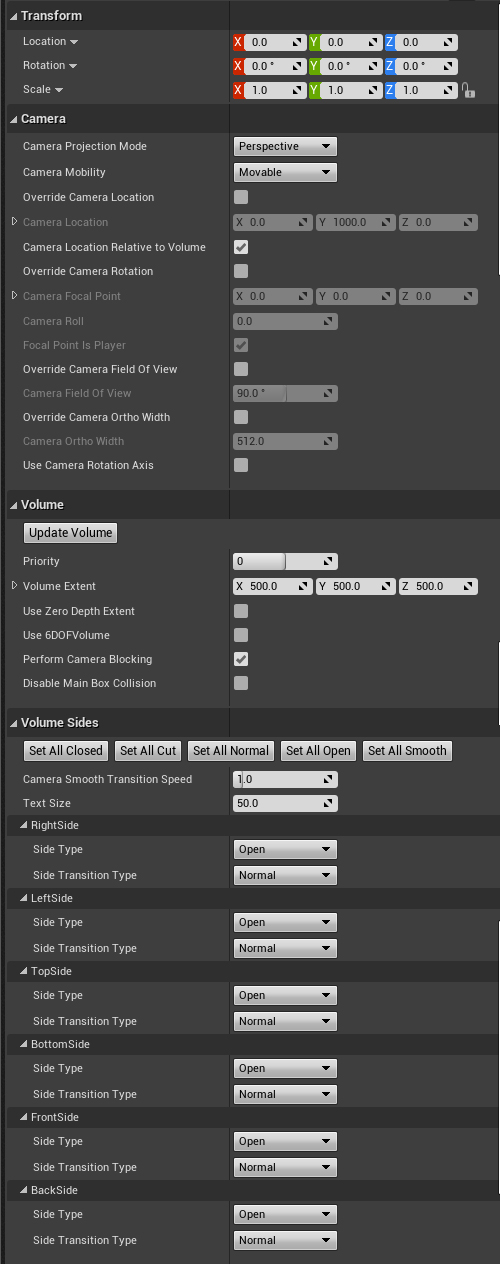 Transform
Location X 0.0 Y 0.0 Z 0.0
Rotation X 0.0 ° Y 0.0 ° Z 0.0 °
Scale X 1.0 Y 1.0 Z 1.0
Camera
Camera Projection Mode Perspective
Camera Mobility Movable
Override Camera Location
Camera Location X 0.0 Y 1000.0 Z 0.0
Camera Location Relative to Volume
Override Camera Rotation
Camera Focal Point X 0.0 Y 0.0 Z 0.0
Camera Roll 0.0
Focal Point Is Player
Override Camera Field Of View
Camera Field Of View 90.0 °
Override Camera Ortho Width
Camera Ortho Width 512.0
Use Camera Rotation Axis
Volume
Update Volume
Priority 0
Volume Extent X 500.0 Y 500.0 Z 500.0
Use Zero Depth Extent
Use 6DOFVolume
Perform Camera Blocking
Disable Main Box Collision
Volume Sides
Set All Closed Set All Cut Set All Normal Set All Open Set All Smooth
Camera Smooth Transition Speed 1.0
Text Size 50.0
RightSide
Side Type Open
Side Transition Type Normal
LeftSide
Side Type Open
Side Transition Type Normal
TopSide
Side Type Open
Side Transition Type Normal
BottomSide
Side Type Open
Side Transition Type Normal
FrontSide
Side Type Open
Side Transition Type Normal
BackSide
Side Type Open
Side Transition Type Normal